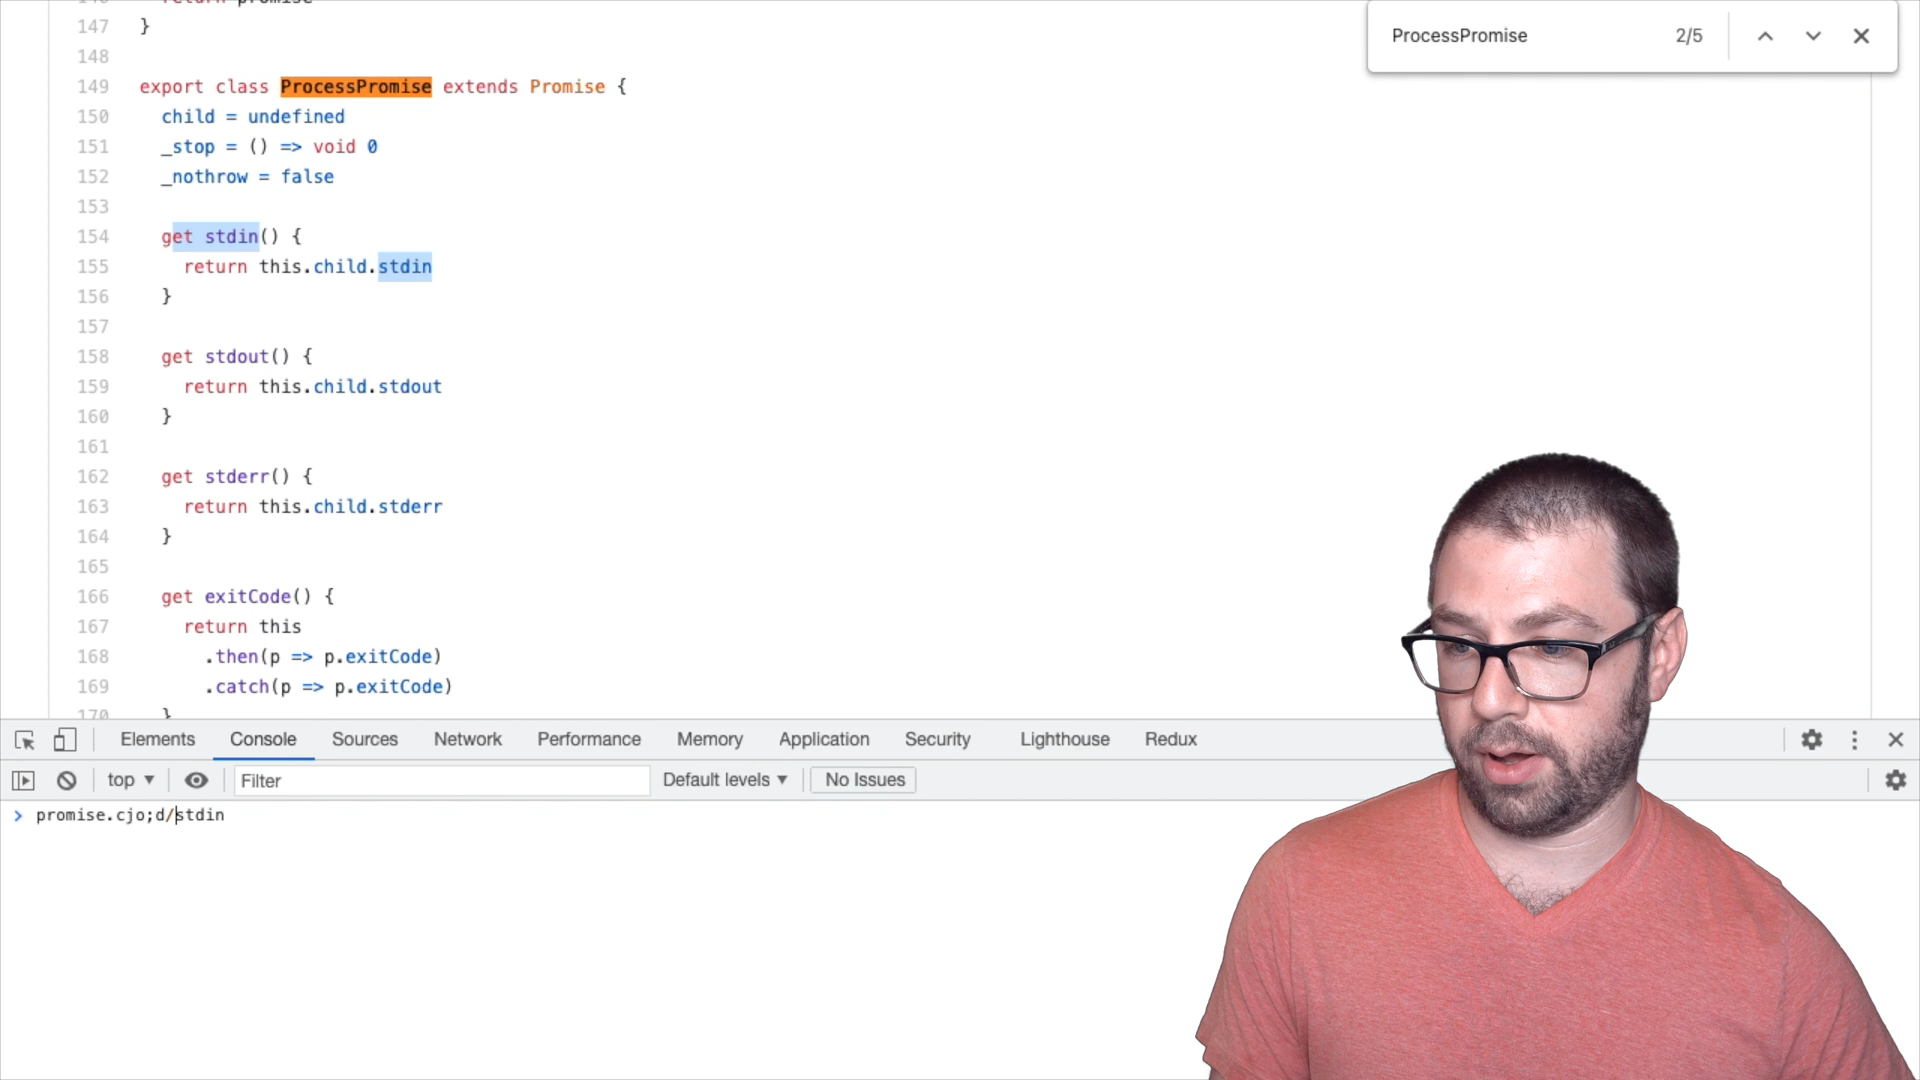 ProcessPromise 2/5
146 return promise
147 }
148
149 export class ProcessPromise extends Promise {
150 child = undefined
151 _stop = () => void 0
152 _nothrow = false
153
154 get stdin() {
155 return this.child.stdin
156 }
157
158 get stdout() {
159 return this.child.stdout
160 }
161
162 get stderr() {
163 return this.child.stderr
164 }
165
166 get exitCode() {
167 return this
168 .then(p => p.exitCode)
169 .catch(p => p.exitCode)
170 }
Elements Console Sources Network Performance Memory Application Security Lighthouse Redux
top Filter Default levels No Issues
> promise.cjo;d/stdin